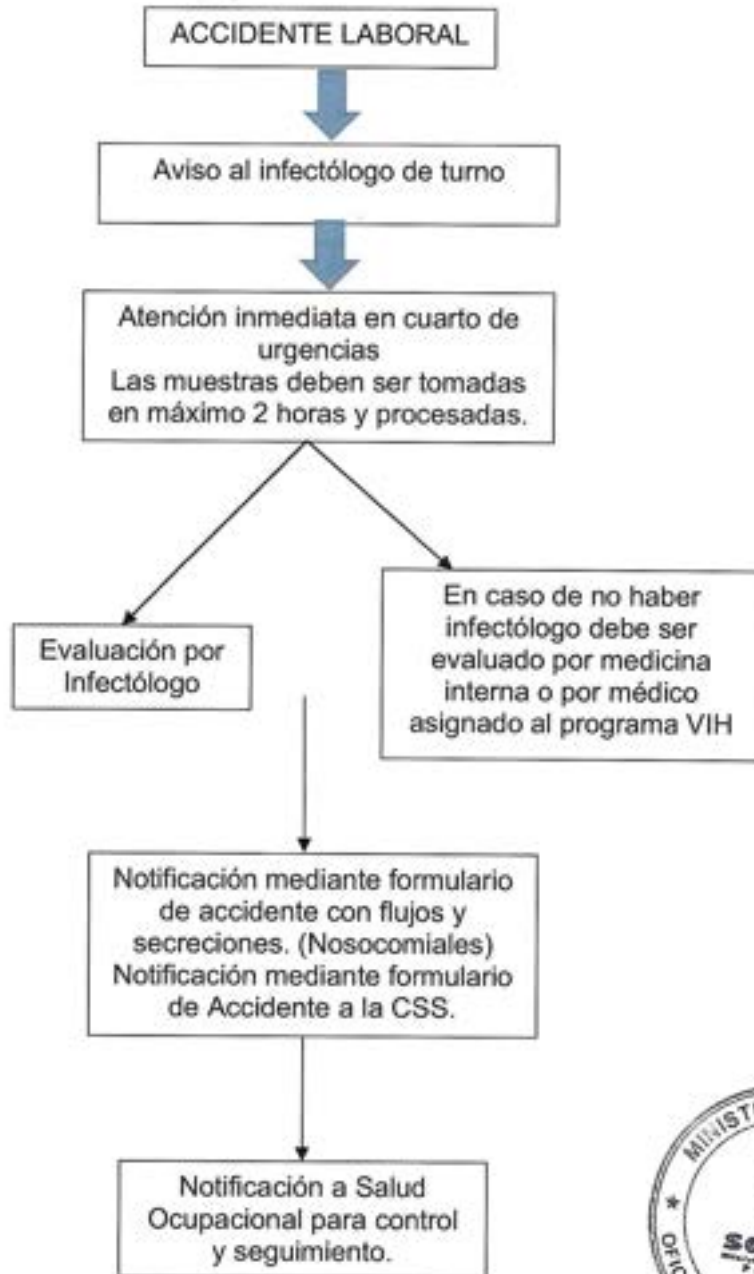 ACCIDENTE LABORAL
Aviso al infectólogo de turno
Atención inmediata en cuarto de
urgencias
Las muestras deben ser tomadas
en máximo 2 horas y procesadas.
Evaluación por
Infectólogo
En caso de no haber
infectólogo debe ser
evaluado por medicina
interna o por médico
asignado al programa VIH
Notificación mediante formulario
de accidente con flujos y
secreciones. (Nosocomiales)
Notificación mediante formulario
de Accidente a la CSS.
Notificación a Salud
Ocupacional para control
y seguimiento.